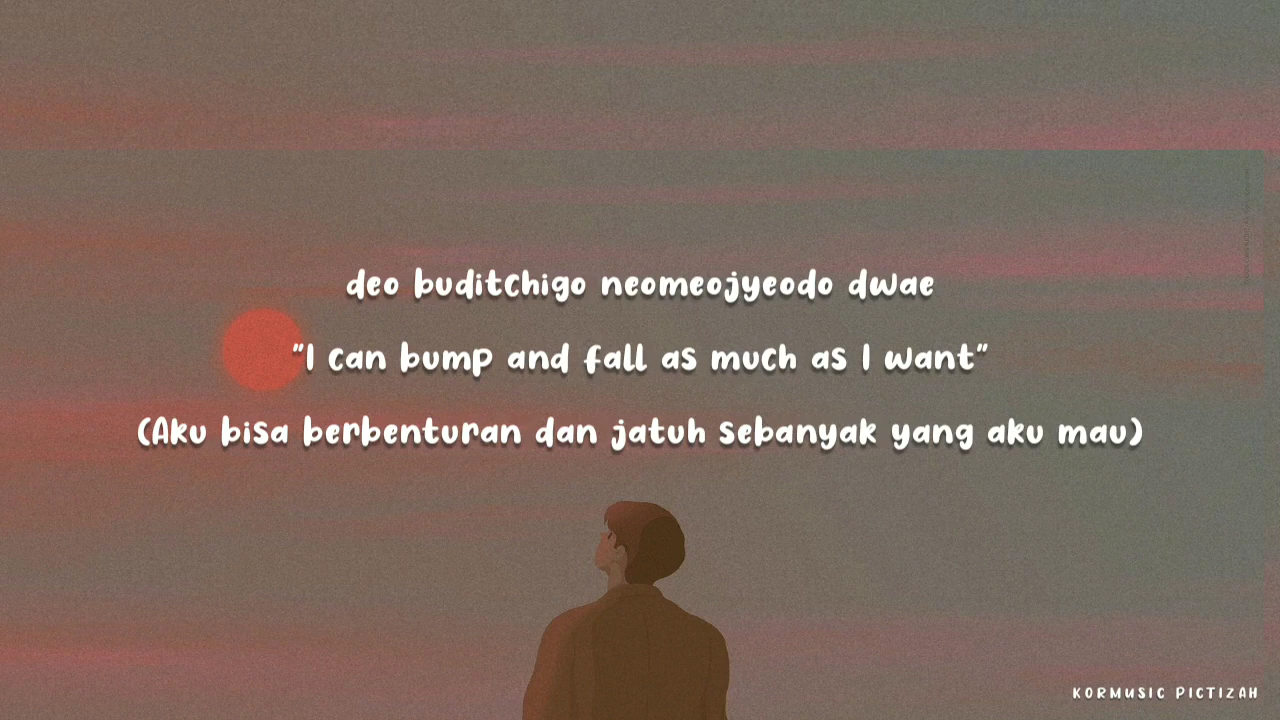 deo buditchigo neomeojyeodo dwae
"I can bump and fall as much as I want"
(Aku bisa berbenturan dan jatuh sebanyak yang aku mau)
KORMUSIC PICTIZAH